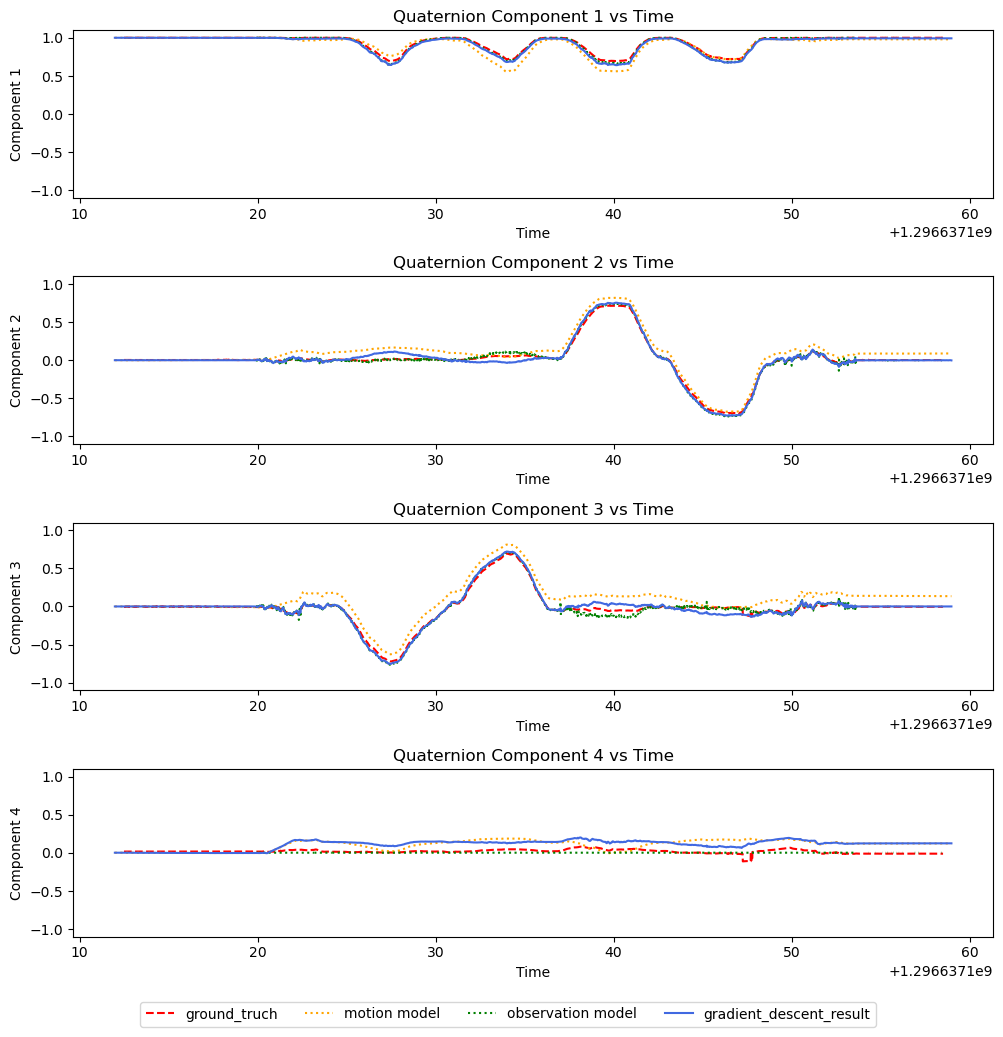 Quaternion Component 1 vs Time
1.0
0.5
0.0
−0.5
−1.0
Component 1
10 20 30 40 50 60
Time
+1.2966371e9
Quaternion Component 2 vs Time
1.0
0.5
0.0
−0.5
−1.0
Component 2
10 20 30 40 50 60
Time
+1.2966371e9
Quaternion Component 3 vs Time
1.0
0.5
0.0
−0.5
−1.0
Component 3
10 20 30 40 50 60
Time
+1.2966371e9
Quaternion Component 4 vs Time
1.0
0.5
0.0
−0.5
−1.0
Component 4
10 20 30 40 50 60
Time
+1.2966371e9
ground_truch motion model observation model gradient_descent_result